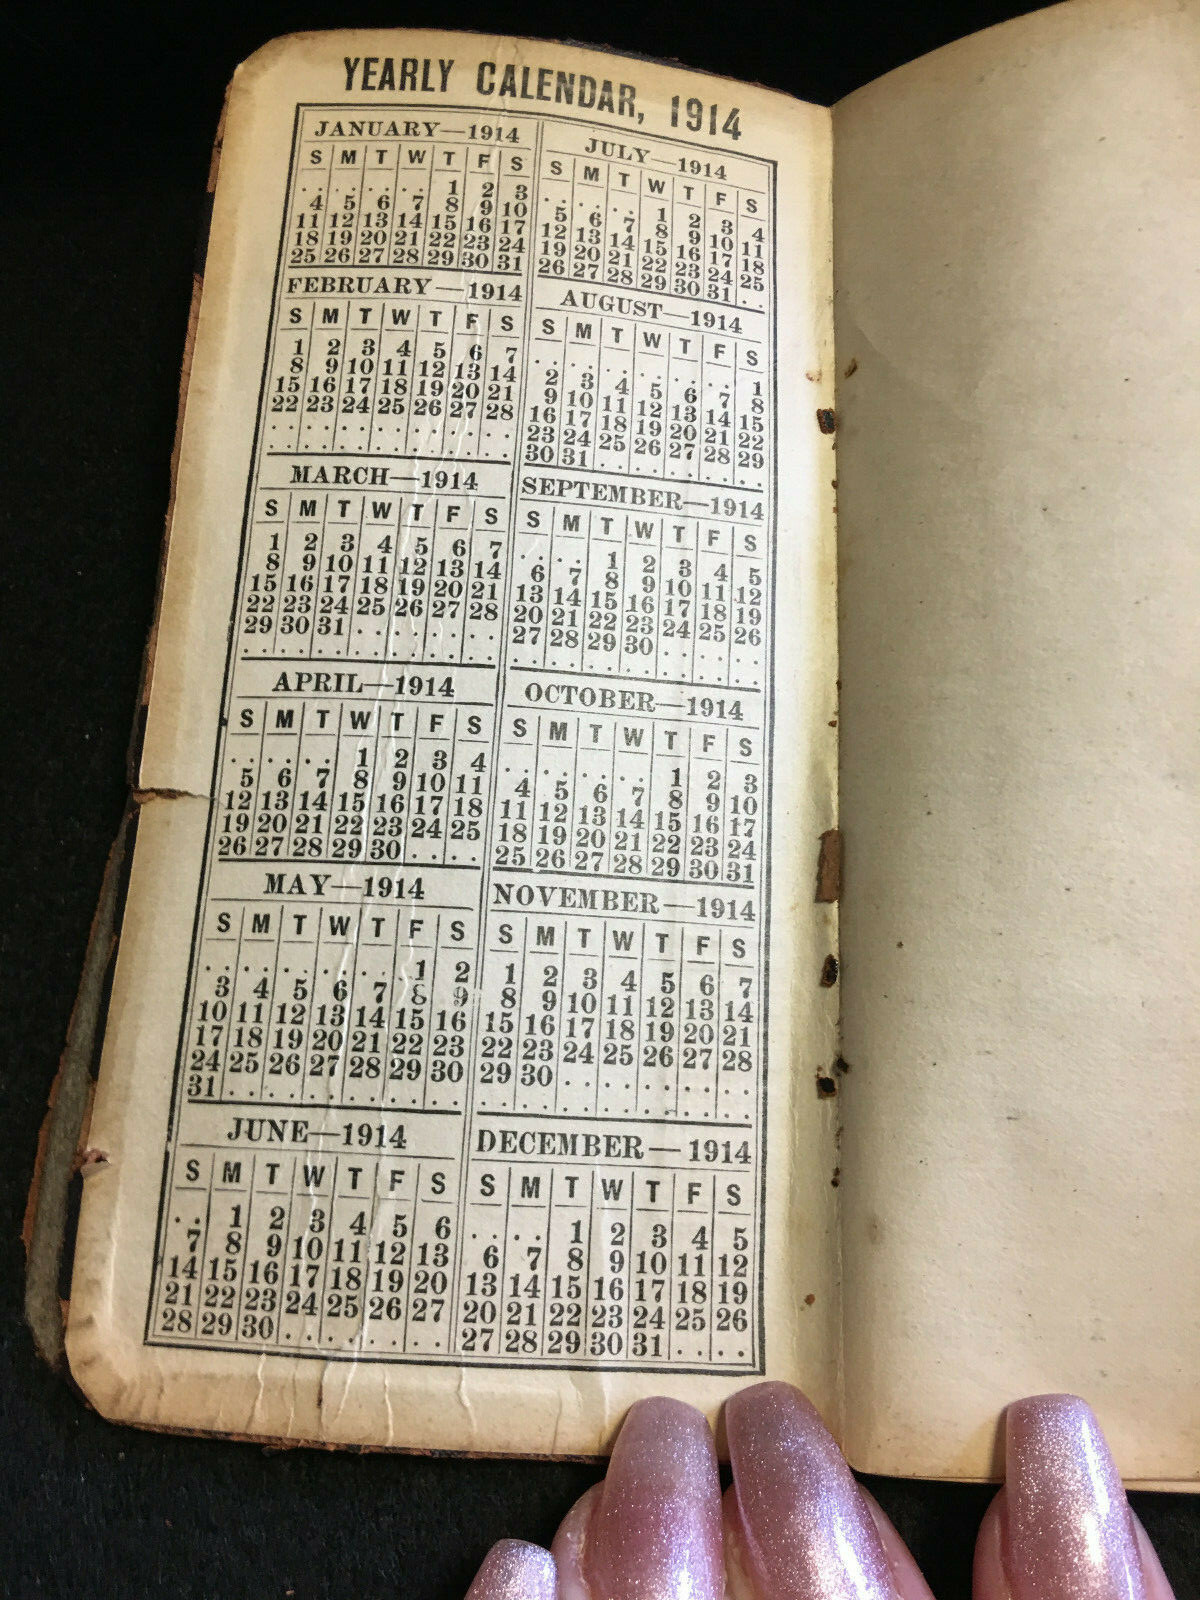 YEARLY CALENDAR, 1914
JANUARY—1914
S M T W T F S
. . . . . . . . 1 2 3
4 5 6 7 8 9 10
11 12 13 14 15 16 17
18 19 20 21 22 23 24
25 26 27 28 29 30 31
FEBRUARY—1914
S M T W T F S
1 2 3 4 5 6 7
8 9 10 11 12 13 14
15 16 17 18 19 20 21
22 23 24 25 26 27 28
. . . . . . . . . . . . . .
. . . . . . . . . . . . . .
MARCH—1914
S M T W T F S
1 2 3 4 5 6 7
8 9 10 11 12 13 14
15 16 17 18 19 20 21
22 23 24 25 26 27 28
29 30 31 . . . . . . . .
. . . . . . . . . . . . . .
APRIL—1914
S M T W T F S
. . . . . . 1 2 3 4
5 6 7 8 9 10 11
12 13 14 15 16 17 18
19 20 21 22 23 24 25
26 27 28 29 30 . . . .
MAY—1914
S M T W T F S
. . . . . . . . . . 1 2
3 4 5 6 7 8 9
10 11 12 13 14 15 16
17 18 19 20 21 22 23
24 25 26 27 28 29 30
31 . . . . . . . . . . . .
JUNE—1914
S M T W T F S
. . 1 2 3 4 5 6
7 8 9 10 11 12 13
14 15 16 17 18 19 20
21 22 23 24 25 26 27
28 29 30 . . . . . . . .
JULY—1914
S M T W T F S
. . . . . . 1 2 3 4
5 6 7 8 9 10 11
12 13 14 15 16 17 18
19 20 21 22 23 24 25
26 27 28 29 30 31 . .
AUGUST—1914
S M T W T F S
. . . . . . . . . . . . 1
2 3 4 5 6 7 8
9 10 11 12 13 14 15
16 17 18 19 20 21 22
23 24 25 26 27 28 29
30 31 . . . . . . . . . .
SEPTEMBER—1914
S M T W T F S
. . . . 1 2 3 4 5
6 7 8 9 10 11 12
13 14 15 16 17 18 19
20 21 22 23 24 25 26
27 28 29 30 . . . . . .
. . . . . . . . . . . . . .
OCTOBER—1914
S M T W T F S
. . . . . . . . 1 2 3
4 5 6 7 8 9 10
11 12 13 14 15 16 17
18 19 20 21 22 23 24
25 26 27 28 29 30 31
NOVEMBER—1914
S M T W T F S
1 2 3 4 5 6 7
8 9 10 11 12 13 14
15 16 17 18 19 20 21
22 23 24 25 26 27 28
29 30 . . . . . . . . . .
. . . . . . . . . . . . . .
DECEMBER—1914
S M T W T F S
. . . . 1 2 3 4 5
6 7 8 9 10 11 12
13 14 15 16 17 18 19
20 21 22 23 24 25 26
27 28 29 30 31 . . . .